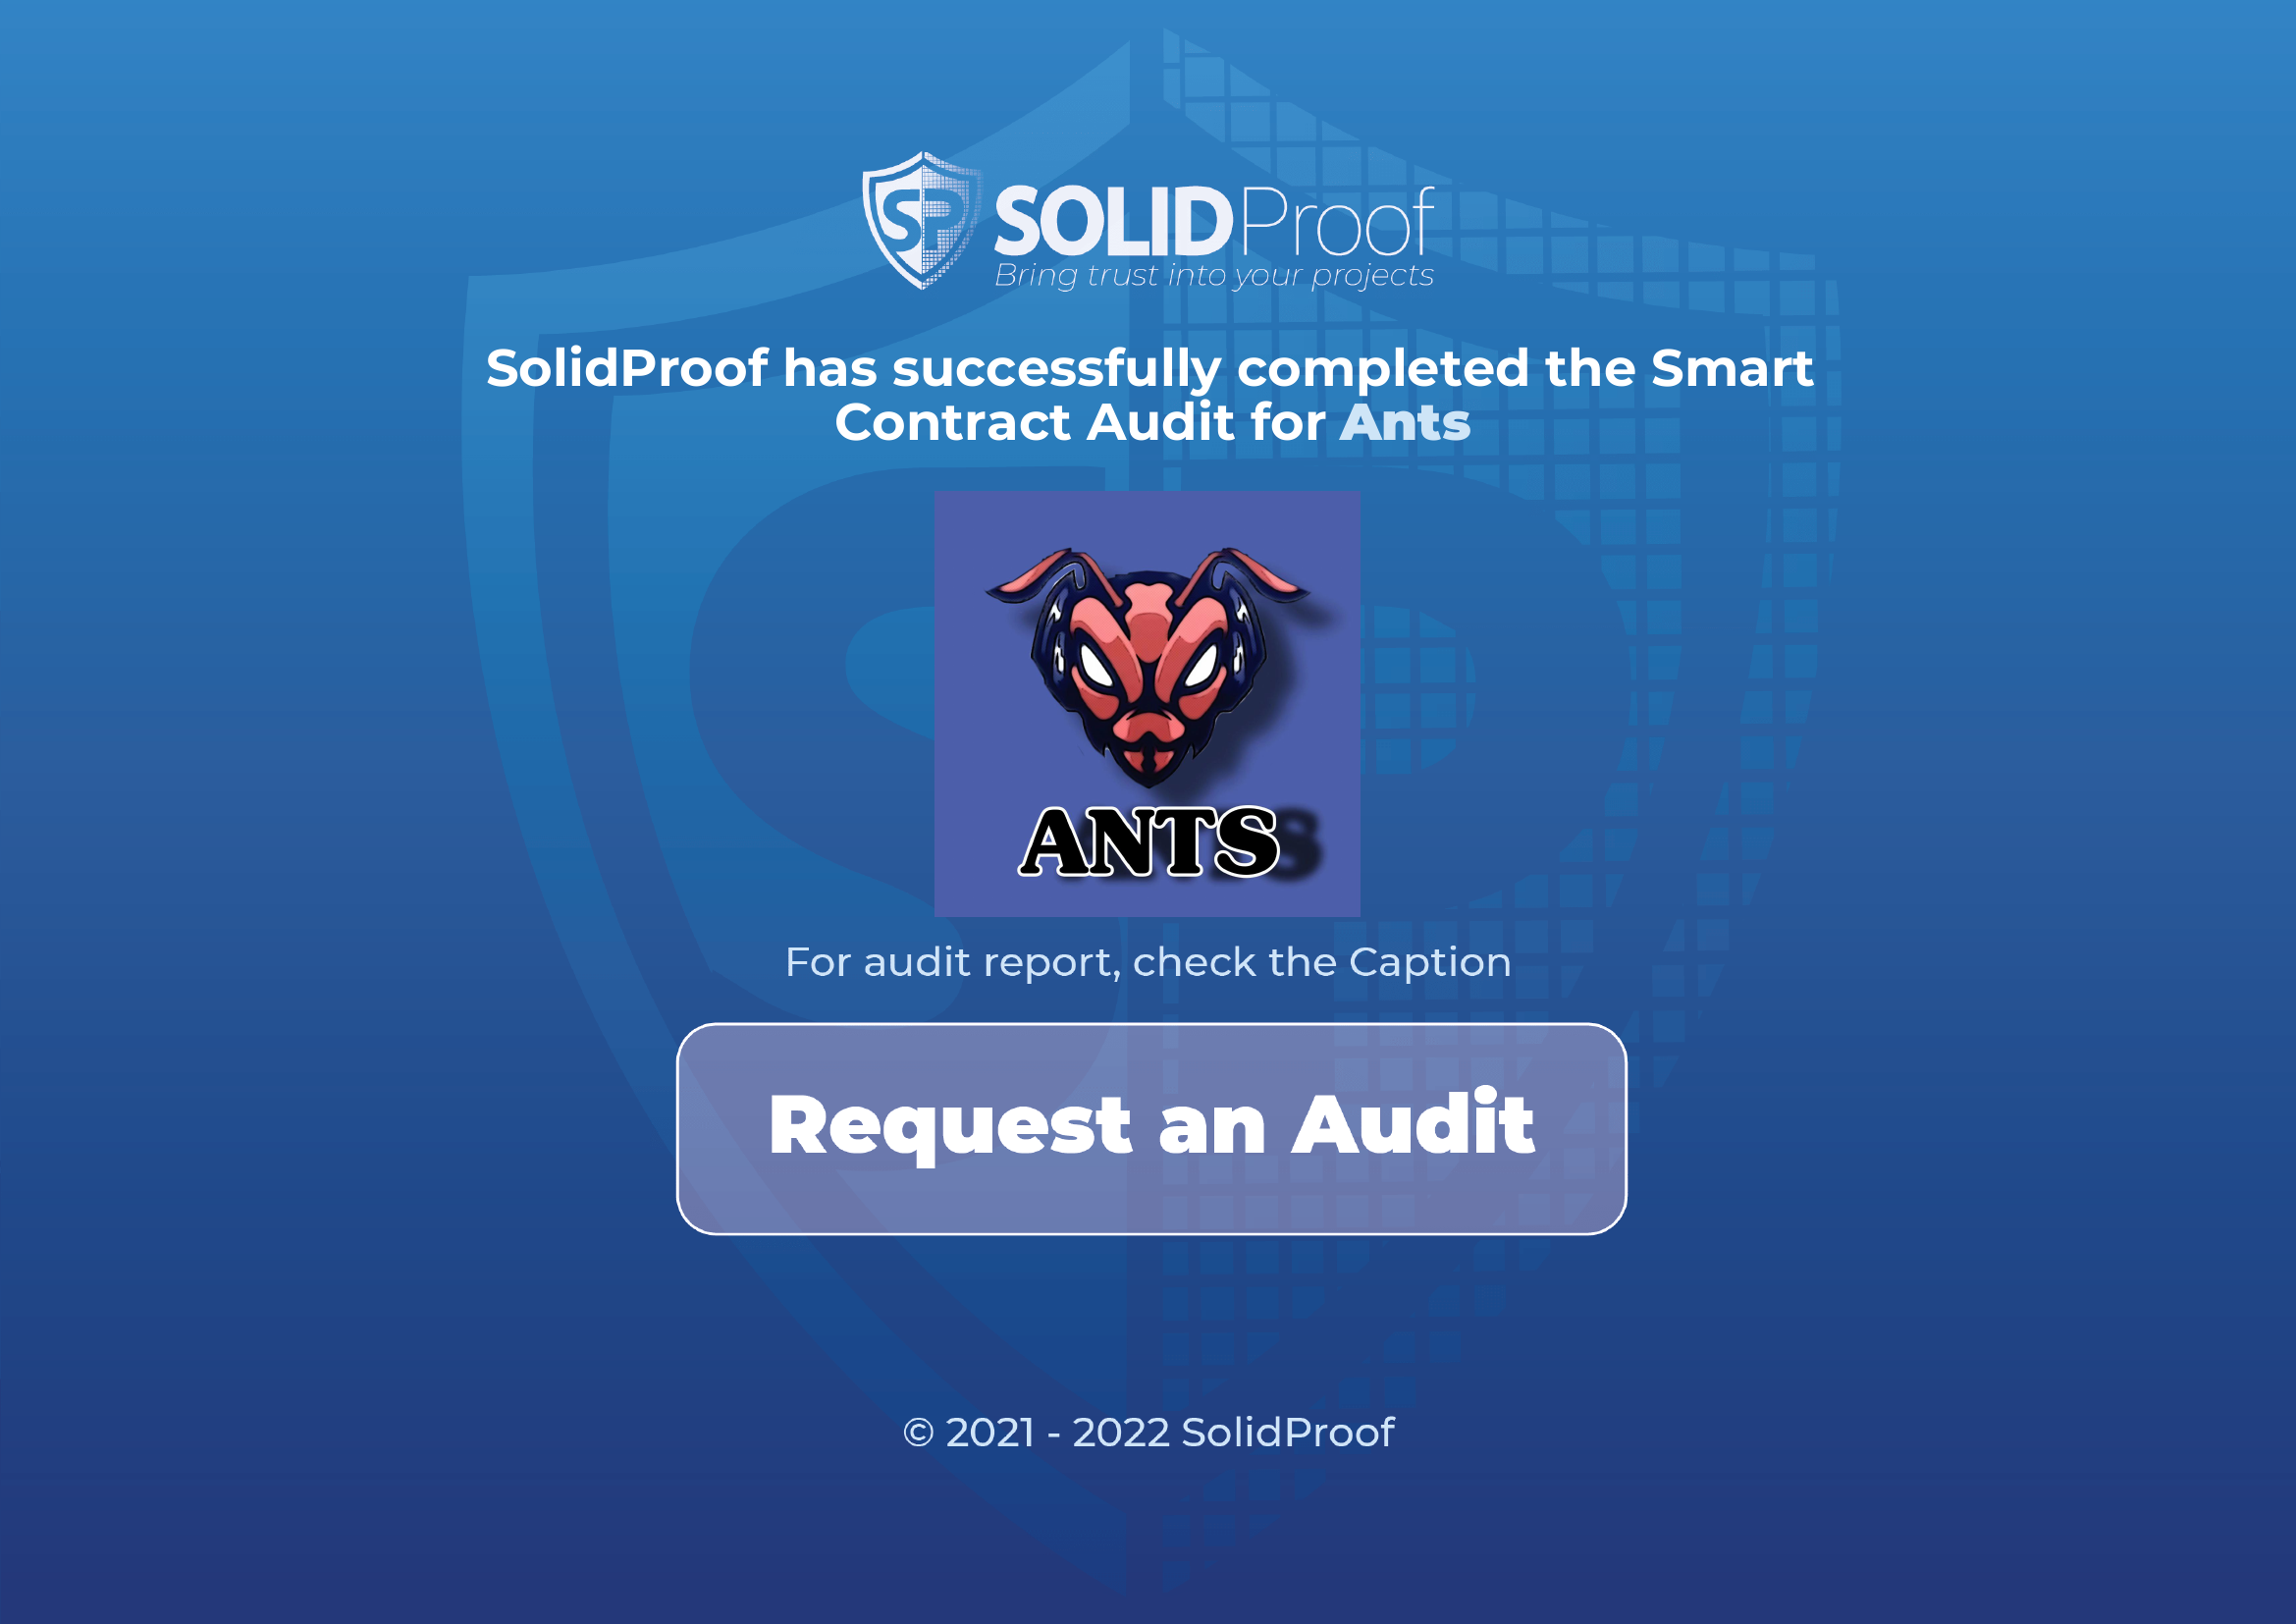 SP SOLIDProof
Bring trust into your projects
SolidProof has successfully completed the Smart
Contract Audit for Ants
ANTS
For audit report, check the Caption
Request an Audit
© 2021 - 2022 SolidProof